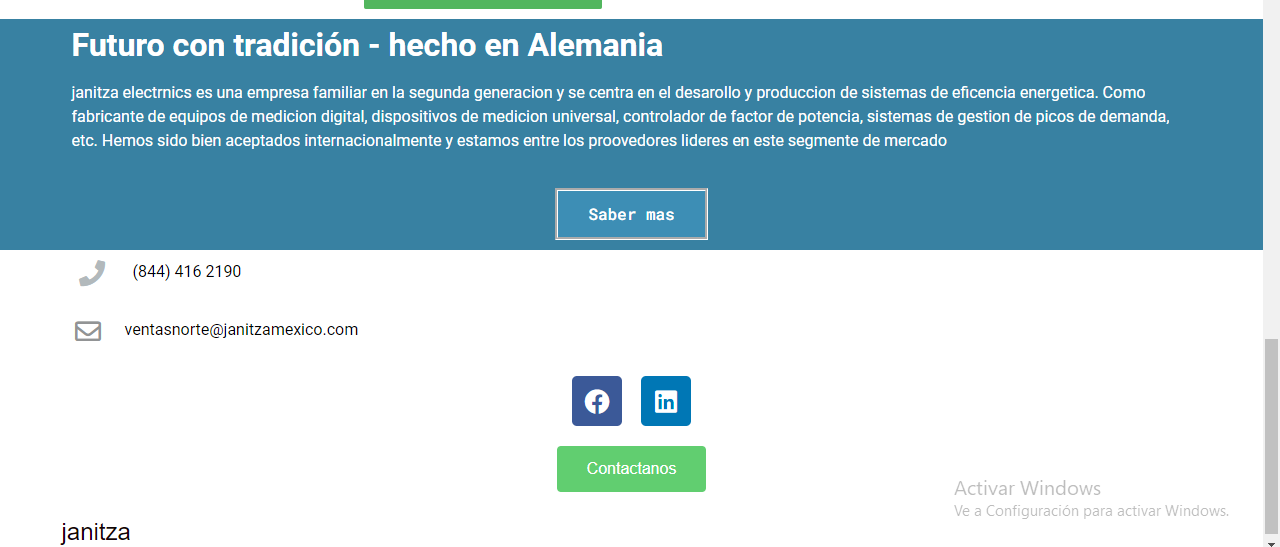 Futuro con tradición - hecho en Alemania
janitza electrnics es una empresa familiar en la segunda generacion y se centra en el desarollo y produccion de sistemas de eficencia energetica. Como
fabricante de equipos de medicion digital, dispositivos de medicion universal, controlador de factor de potencia, sistemas de gestion de picos de demanda,
etc. Hemos sido bien aceptados internacionalmente y estamos entre los proovedores lideres en este segmente de mercado
Saber mas
(844) 416 2190
ventasnorte@janitzamexico.com
Contactanos
Activar Windows
Ve a Configuración para activar Windows.
janitza